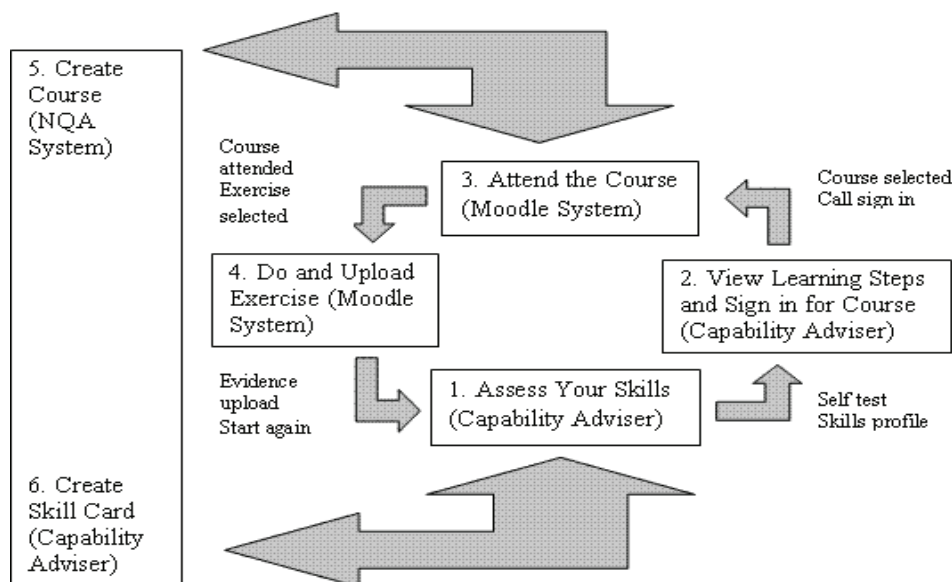 5. Create
Course
(NQA
System)
Course
attended
Exercise
selected
3. Attend the Course
(Moodle System)
Course selected
Call sign in
4. Do and Upload
Exercise (Moodle
System)
2. View Learning Steps
and Sign in for Course
(Capability Adviser)
Evidence
upload
Start again
1. Assess Your Skills
(Capability Adviser)
Self test
Skills profile
6. Create
Skill Card
(Capability
Adviser)